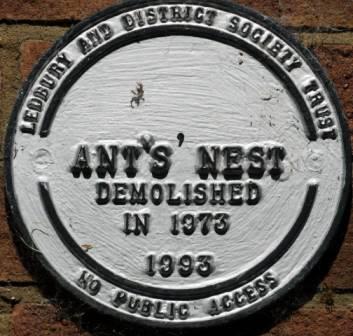 LEDBURY AND DISTRICT SOCIETY TRUST
ANT'S NEST
DEMOLISHED
IN 1973
1993
NO PUBLIC ACCESS